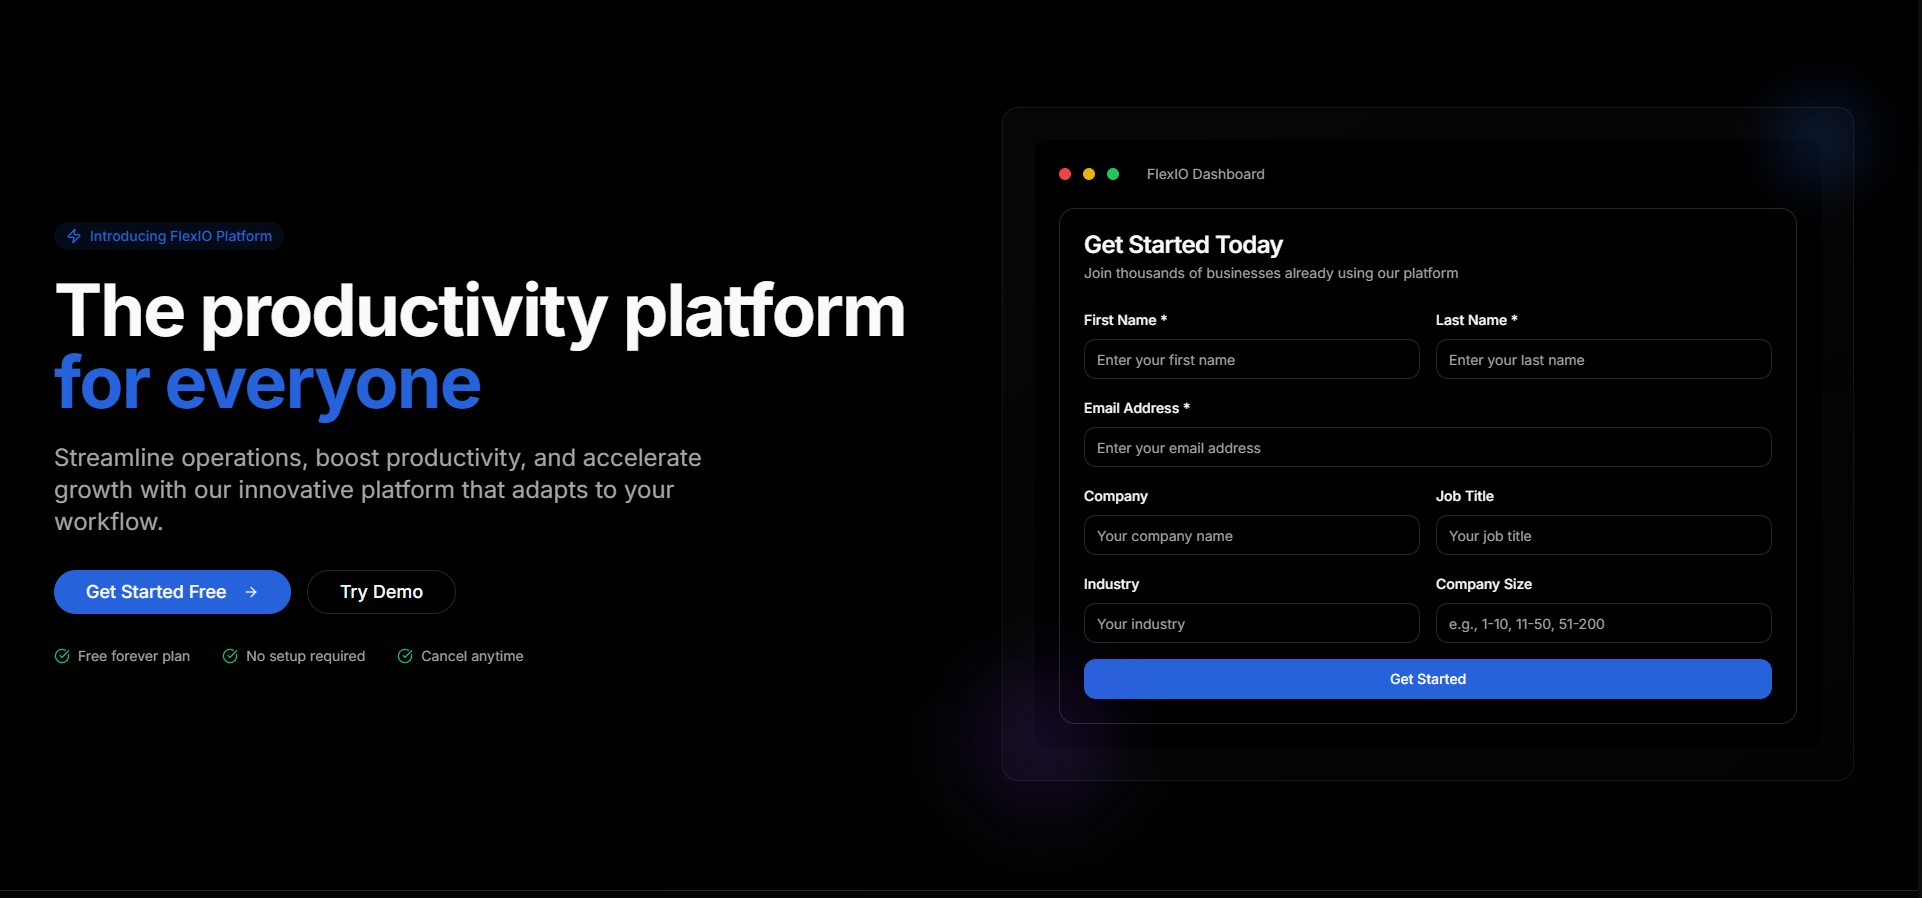 Introducing FlexIO Platform
The productivity platform
for everyone
Streamline operations, boost productivity, and accelerate
growth with our innovative platform that adapts to your
workflow.
Get Started Free
Try Demo
Free forever plan
No setup required
Cancel anytime
FlexIO Dashboard
Get Started Today
Join thousands of businesses already using our platform
First Name *
Last Name *
Enter your first name
Enter your last name
Email Address *
Enter your email address
Company
Job Title
Your company name
Your job title
Industry
Company Size
Your industry
e.g., 1-10, 11-50, 51-200
Get Started